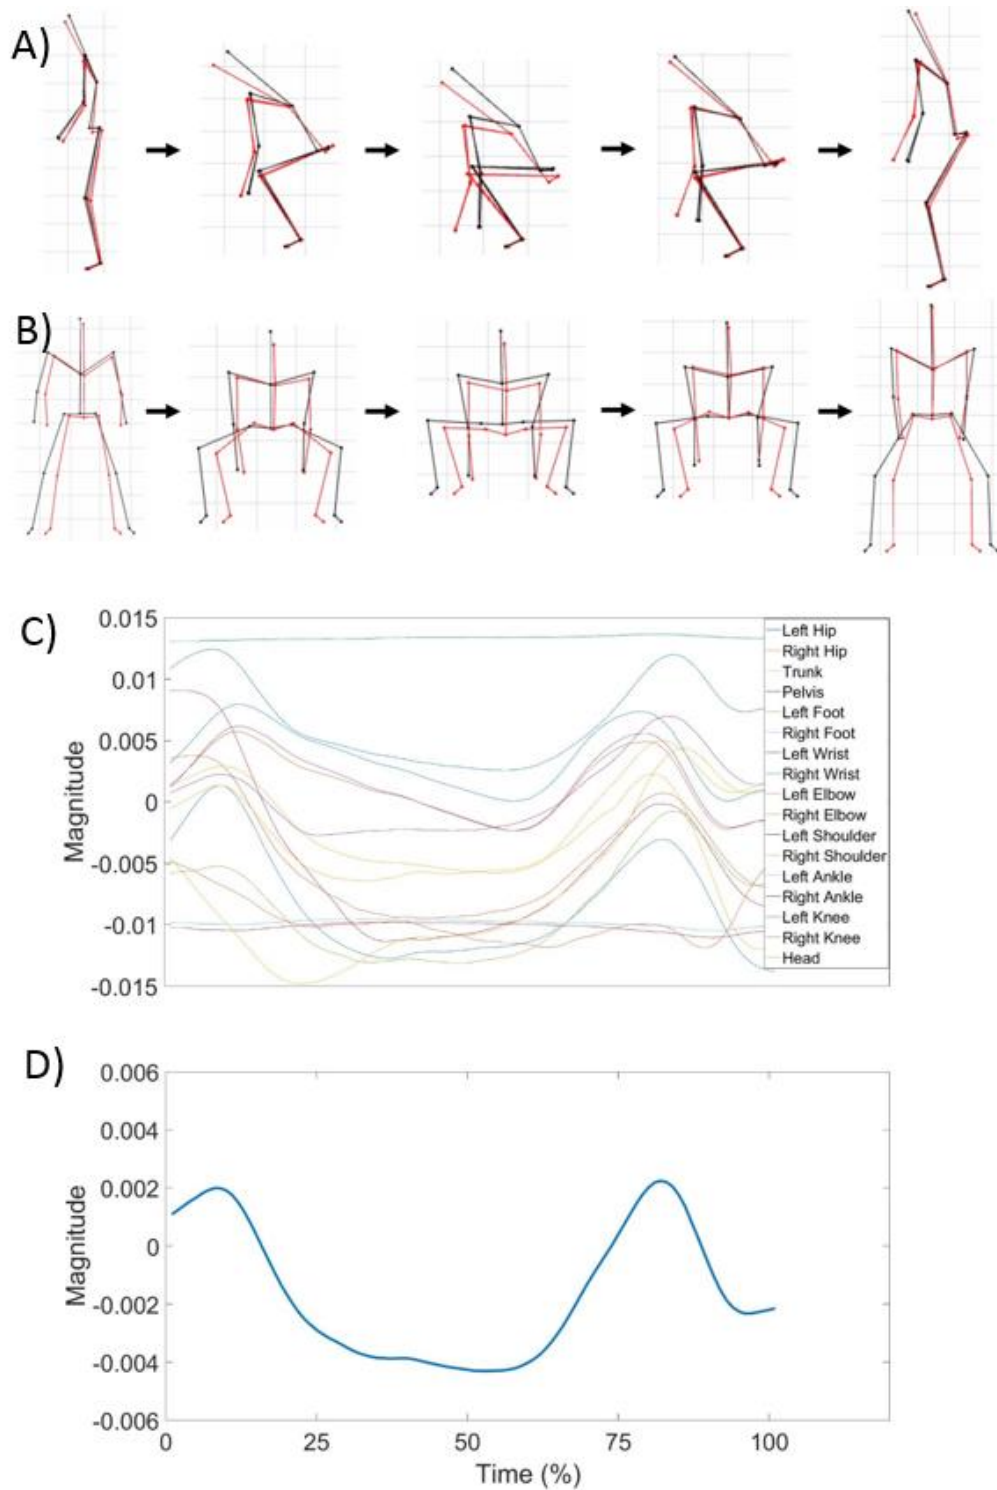 A)
B)
C)
0.015
0.01
0.005
0
-0.005
-0.01
-0.015
Magnitude
Left Hip
Right Hip
Trunk
Pelvis
Left Foot
Right Foot
Left Wrist
Right Wrist
Left Elbow
Right Elbow
Left Shoulder
Right Shoulder
Left Ankle
Right Ankle
Left Knee
Right Knee
Head
D)
0.006
0.004
0.002
0
-0.002
-0.004
-0.006
Magnitude
0 25 50 75 100
Time (%)